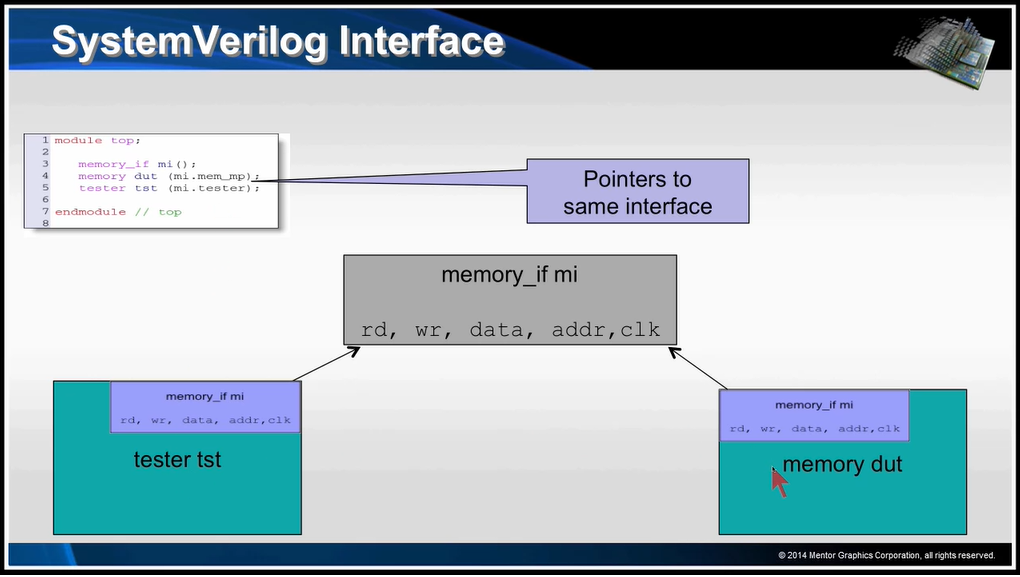 SystemVerilog Interface
1 module top;
2
3 memory_if mi();
4 memory dut (mi.mem_mp);
5 tester tst (mi.tester);
6
7 endmodule // top
8
Pointers to
same interface
memory_if mi
rd, wr, data, addr,clk
memory_if mi
rd, wr, data, addr,clk
tester tst
memory_if mi
rd, wr, data, addr,clk
memory dut
© 2014 Mentor Graphics Corporation, all rights reserved.